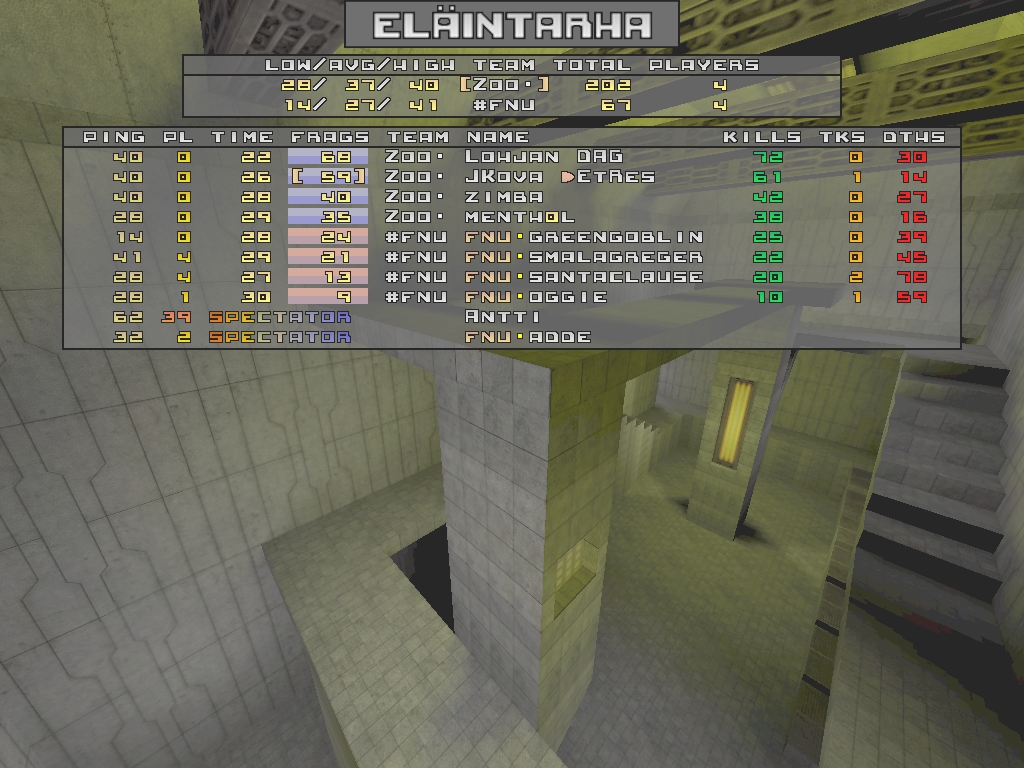 ELÄINTARHA
LOW/AVG/HIGH TEAM TOTAL PLAYERS
28/ 37/ 40 [ZOO·] 202 4
14/ 27/ 41 #FNU 67 4
PING PL TIME FRAGS TEAM NAME KILLS TKS DTHS
40 0 22 68 ZOO· LOHJAN DAG 72 0 30
40 0 26 [ 59] ZOO· JKOVA ETÄES 61 1 14
40 0 28 40 ZOO· ZIMBA 42 0 27
28 0 29 35 ZOO· MENTHOL 38 0 16
14 0 28 24 #FNU FNU·GREENGOBLIN 25 0 39
41 4 29 21 #FNU FNU·SMALAGREGER 22 0 45
28 4 27 13 #FNU FNU·SANTACLAUSE 20 2 78
28 1 30 9 #FNU FNU·OGGIE 10 1 59
62 39 SPECTATOR ANTTI
32 2 SPECTATOR FNU·ADDE